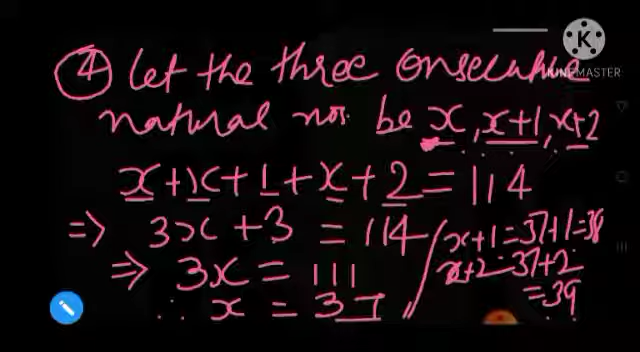 K
KINEMASTER
④ Let the three Consecutive
natural nos. be x, x+1, x+2
x+x+1+x+2=114
⇒ 3x+3 = 114
⇒ 3x = 111
∴ x = 37
x+1=37+1=38
x+2=37+2
=39